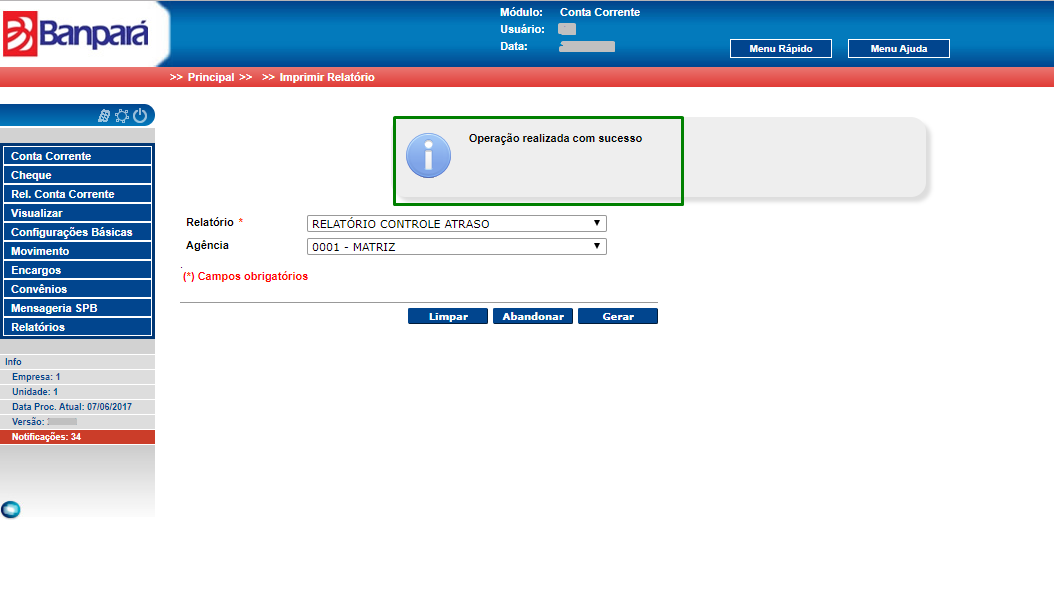 Banpará
Módulo: Conta Corrente
Usuário:
Data:
Menu Rápido
Menu Ajuda
>> Principal >> >> Imprimir Relatório
Conta Corrente
Cheque
Rel. Conta Corrente
Visualizar
Configurações Básicas
Movimento
Encargos
Convênios
Mensageria SPB
Relatórios
Info
Empresa: 1
Unidade: 1
Data Proc. Atual: 07/06/2017
Versão:
Notificações: 34
Operação realizada com sucesso
Relatório * RELATÓRIO CONTROLE ATRASO
Agência 0001 - MATRIZ
(*) Campos obrigatórios
Limpar Abandonar Gerar